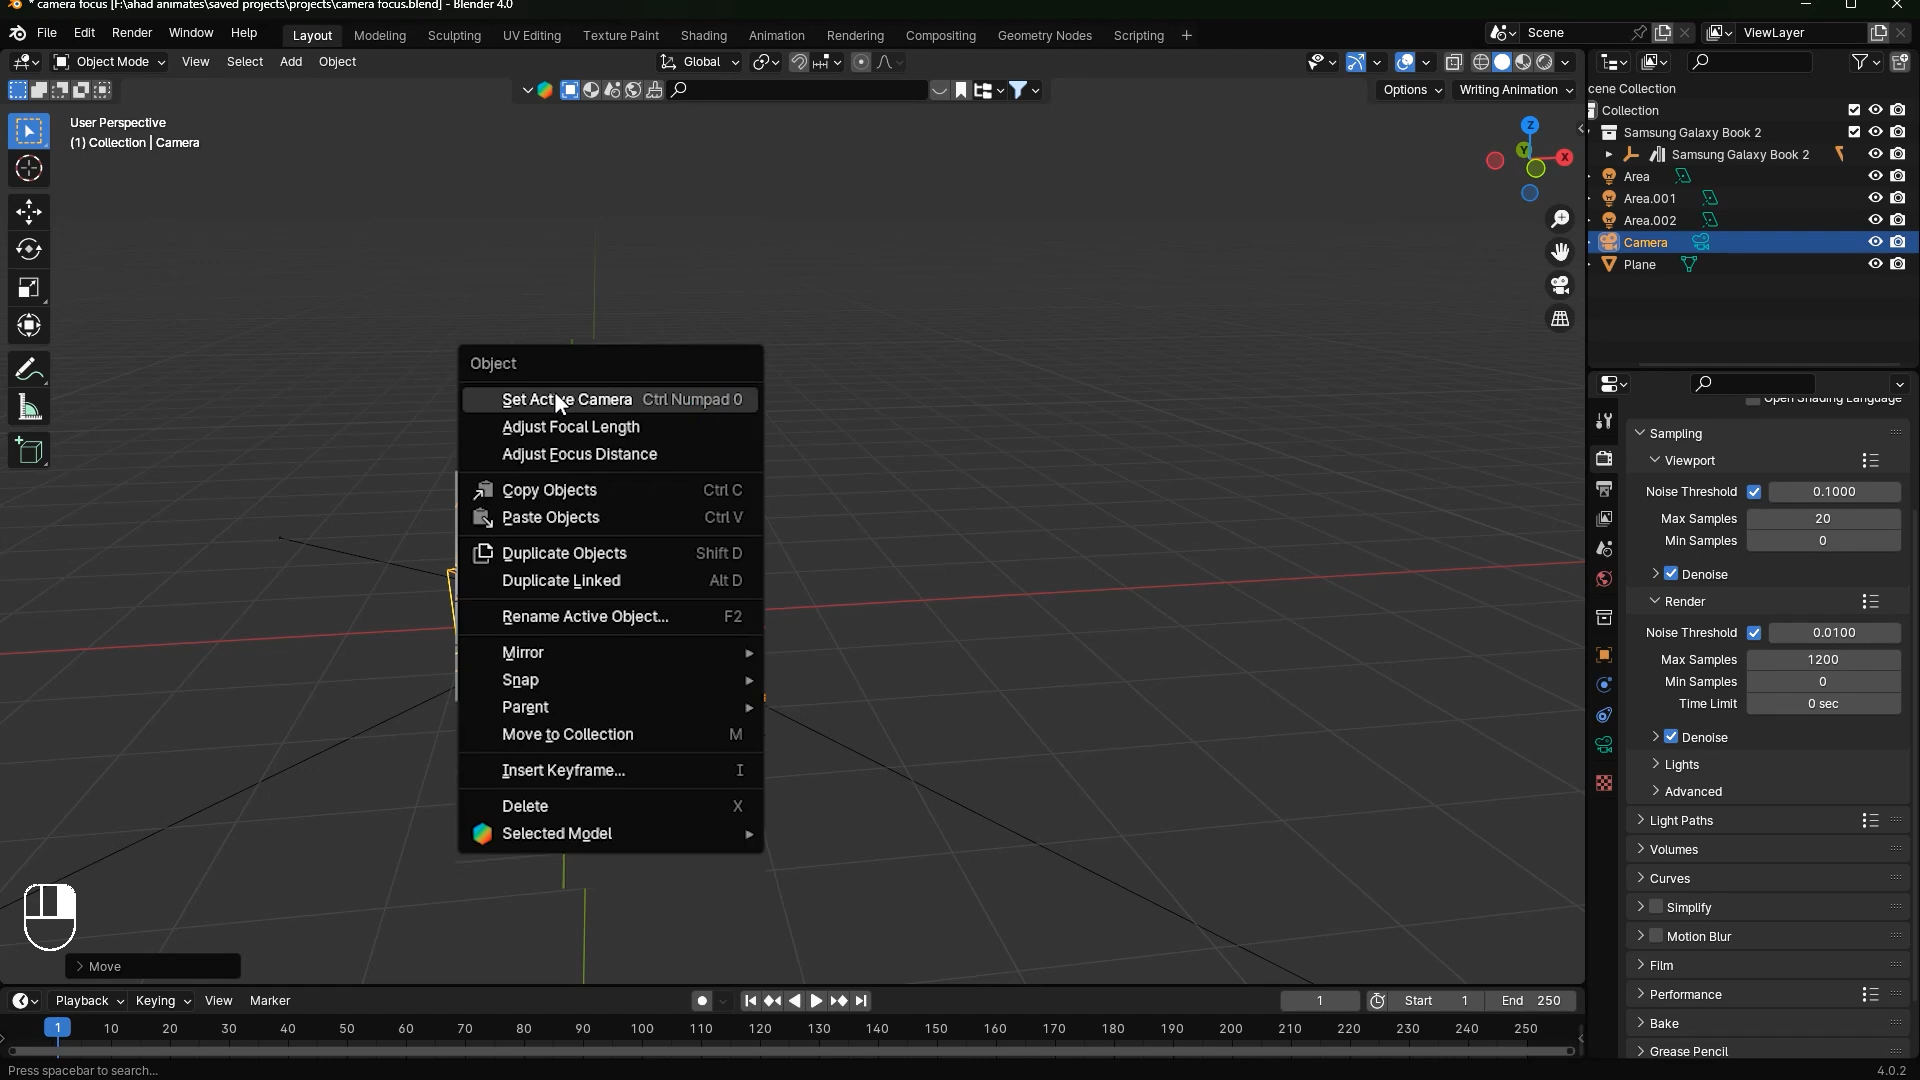 * camera focus [F:\ahad animates\saved projects\projects\camera focus.blend] - Blender 4.0
File Edit Render Window Help Layout Modeling Sculpting UV Editing Texture Paint Shading Animation Rendering Compositing Geometry Nodes Scripting + Scene ViewLayer
Object Mode View Select Add Object Global
Options Writing Animation
User Perspective
(1) Collection | Camera
Z
Y
X
cene Collection
Collection
Samsung Galaxy Book 2
Samsung Galaxy Book 2
Area
Area.001
Area.002
Camera
Plane
Object
Set Active Camera Ctrl Numpad 0
Adjust Focal Length
Adjust Focus Distance
Copy Objects Ctrl C
Paste Objects Ctrl V
Duplicate Objects Shift D
Duplicate Linked Alt D
Rename Active Object... F2
Mirror
Snap
Parent
Move to Collection M
Insert Keyframe... I
Delete X
Selected Model
Open Shading Language
Sampling
Viewport
Noise Threshold 0.1000
Max Samples 20
Min Samples 0
Denoise
Render
Noise Threshold 0.0100
Max Samples 1200
Min Samples 0
Time Limit 0 sec
Denoise
Lights
Advanced
Light Paths
Volumes
Curves
Simplify
Motion Blur
Film
Performance
Bake
Grease Pencil
Move
Playback Keying View Marker 1 Start 1 End 250
1 10 20 30 40 50 60 70 80 90 100 110 120 130 140 150 160 170 180 190 200 210 220 230 240 250
Press spacebar to search... 4.0.2